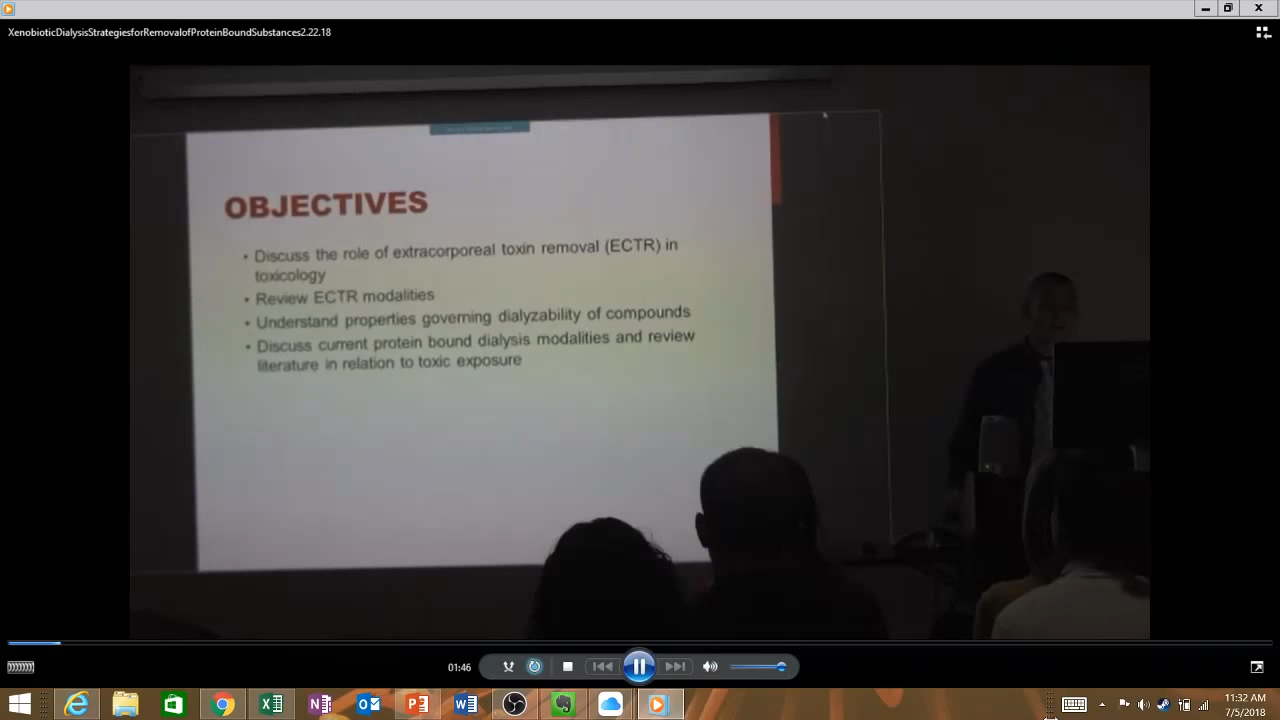 XenobioticDialysisStrategiesforRemovalofProteinBoundSubstances2.22.18
OBJECTIVES
• Discuss the role of extracorporeal toxin removal (ECTR) in
toxicology
• Review ECTR modalities
• Understand properties governing dialyzability of compounds
• Discuss current protein bound dialysis modalities and review
literature in relation to toxic exposure
01:46
11:32 AM
7/5/2018